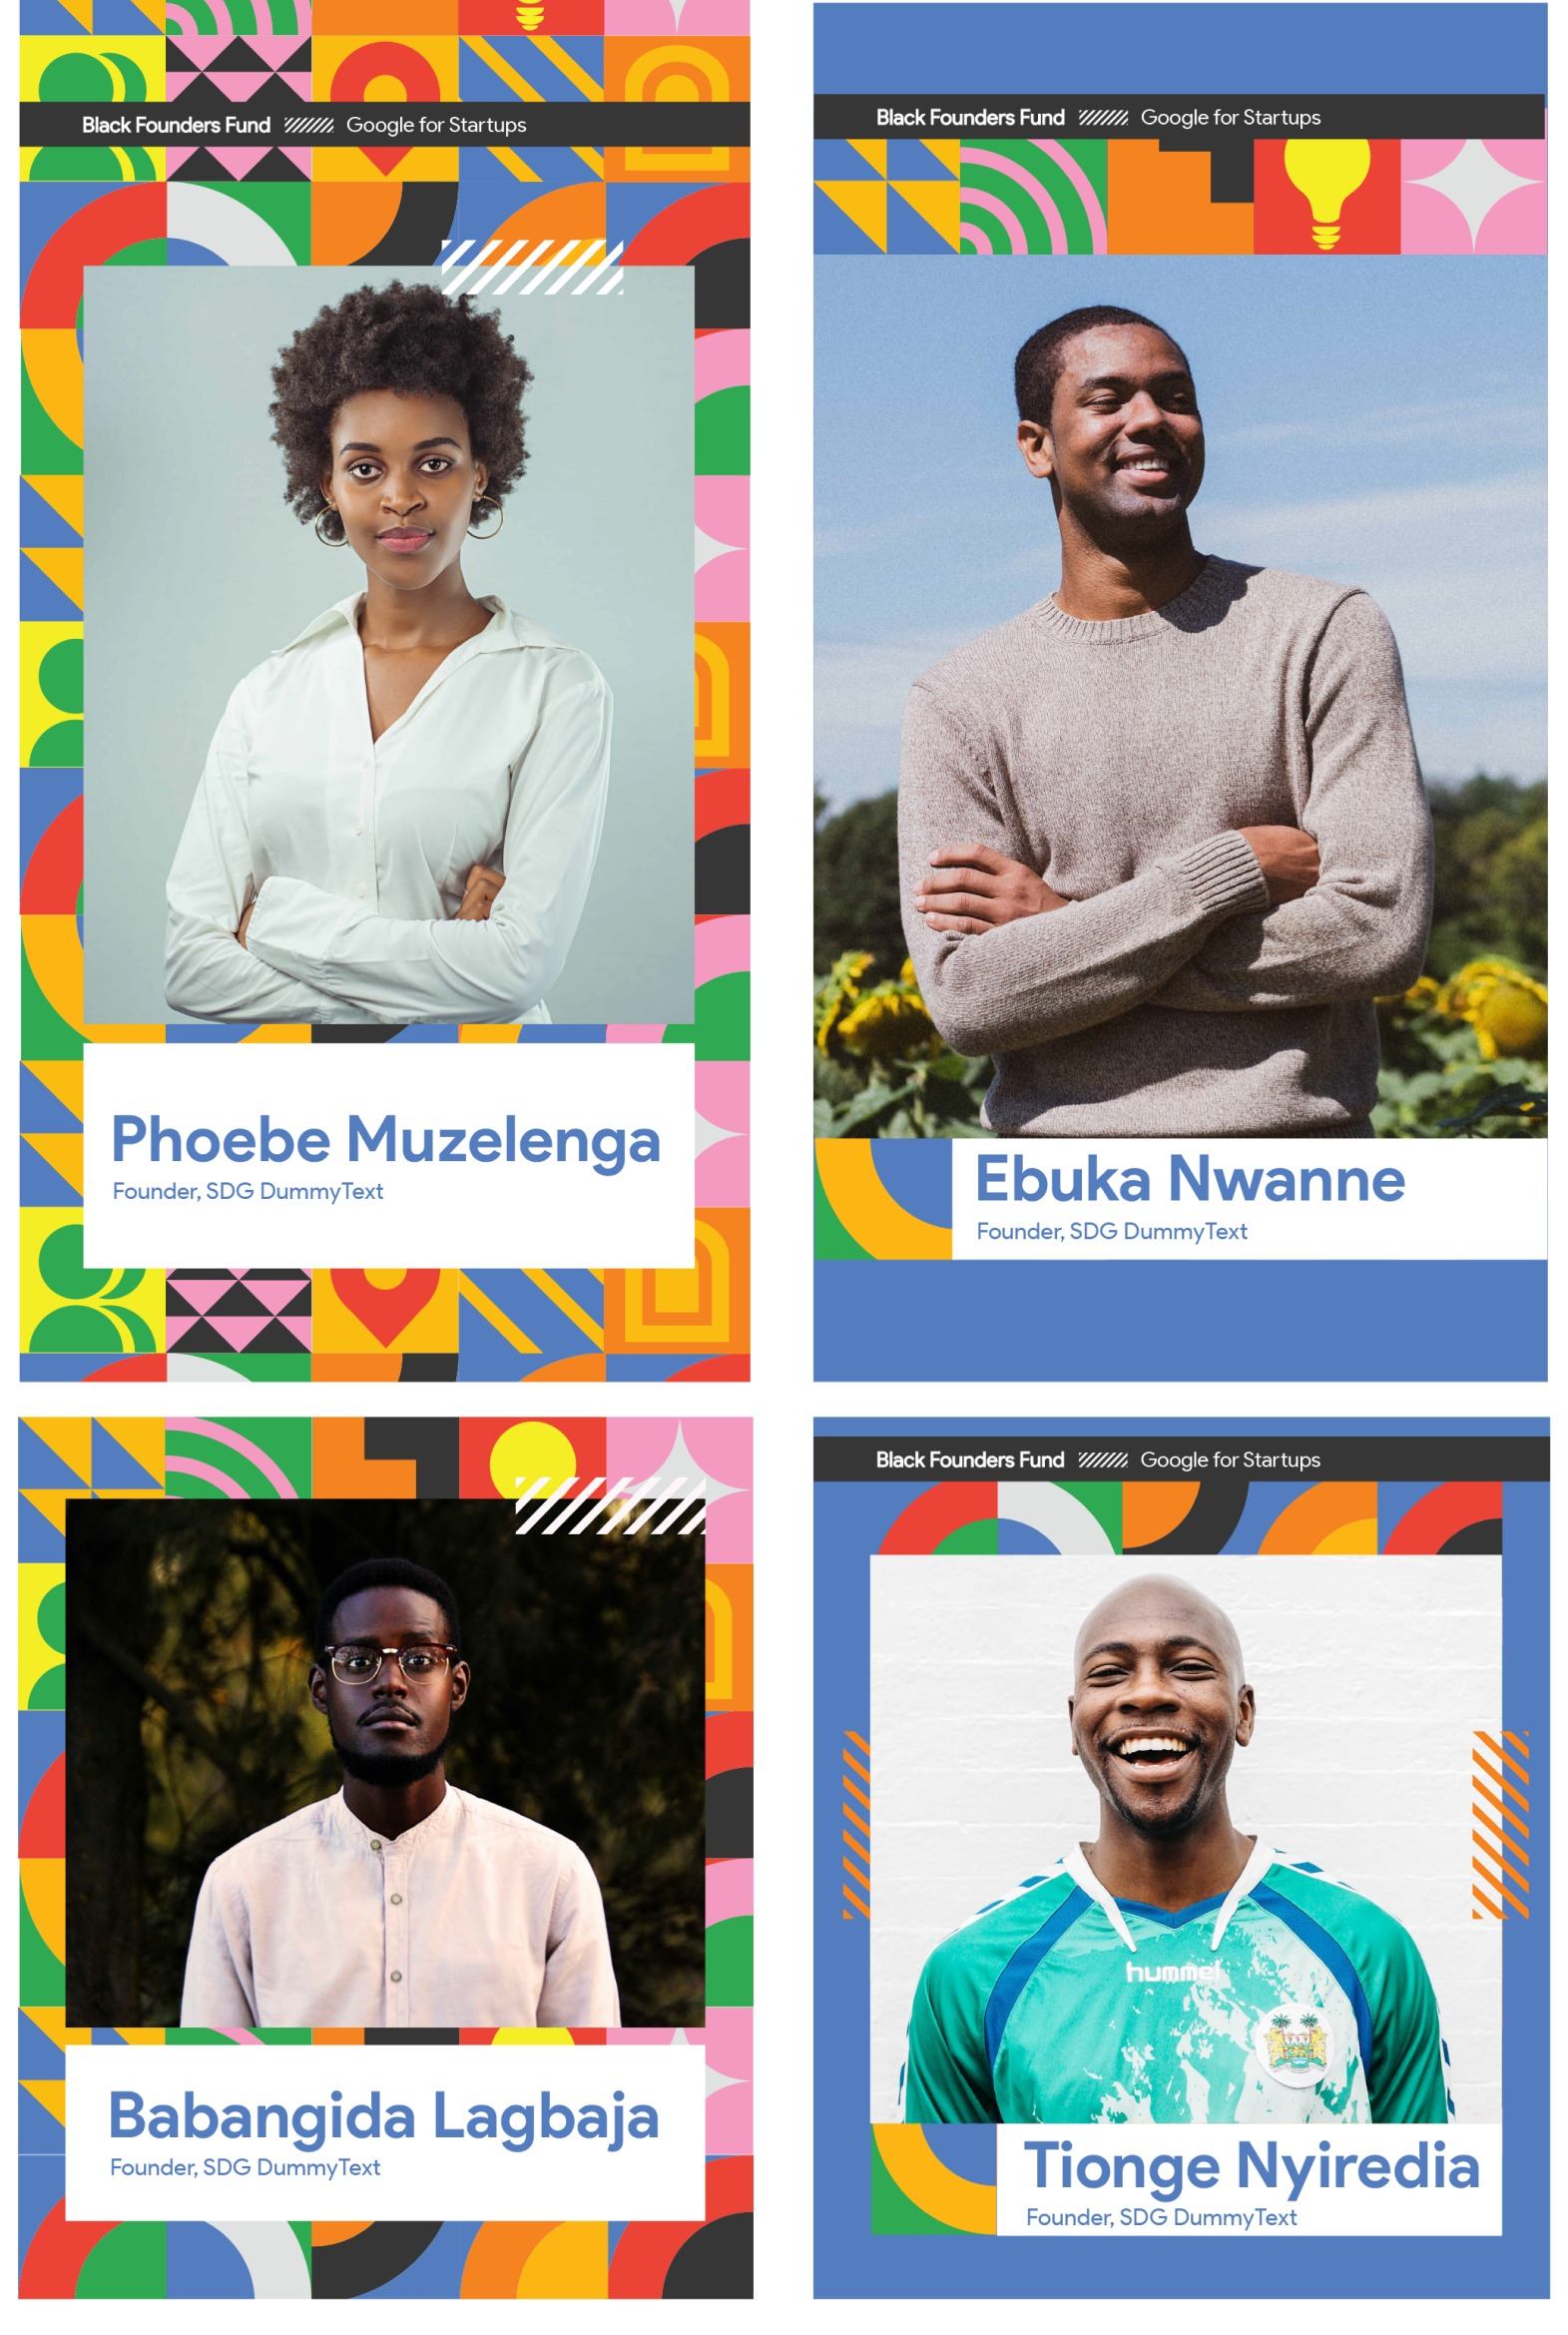 Black Founders Fund Google for Startups
Phoebe Muzelenga
Founder, SDG DummyText
Black Founders Fund Google for Startups
Ebuka Nwanne
Founder, SDG DummyText
Babangida Lagbaja
Founder, SDG DummyText
Black Founders Fund Google for Startups
hummel
Tionge Nyiredia
Founder, SDG DummyText